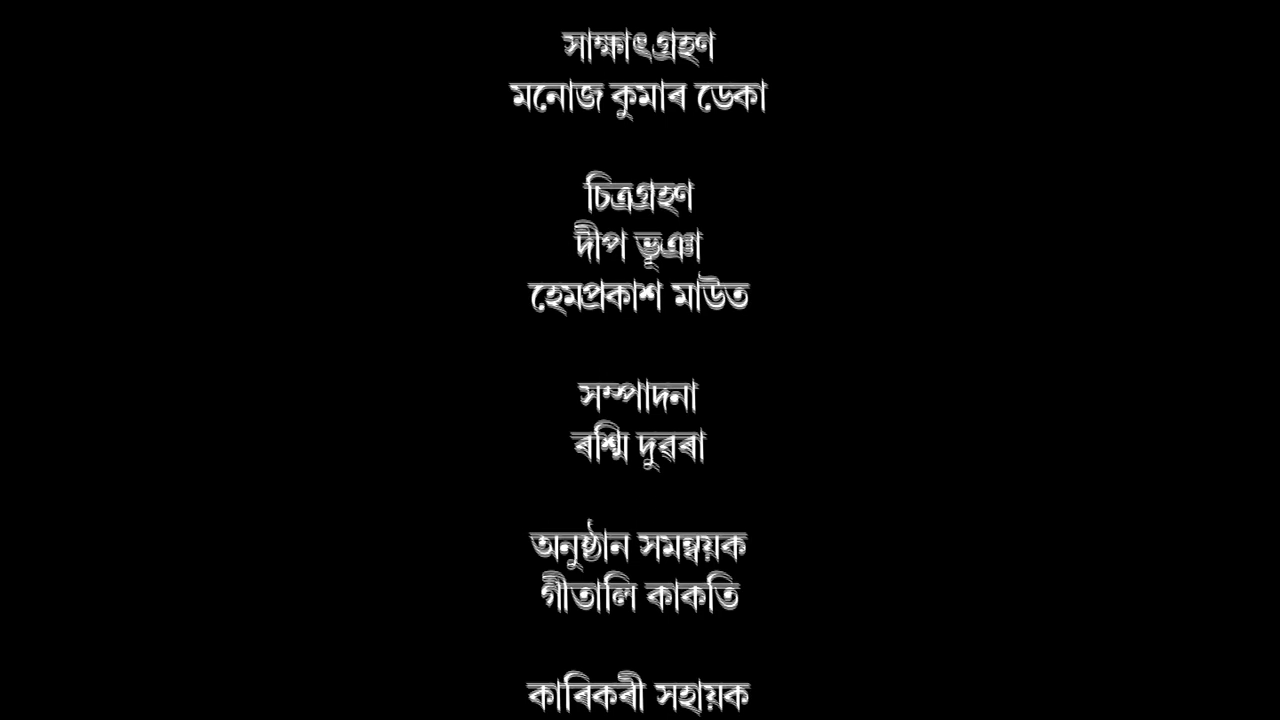 সাক্ষাৎগ্ৰহণ
মনোজ কুমাৰ ডেকা
চিত্ৰগ্ৰহণ
দীপ ভূঞা
হেমপ্ৰকাশ মাউত
সম্পাদনা
ৰশ্মি দুৱৰা
অনুষ্ঠান সমন্বয়ক
গীতালি কাকতি
কাৰিকৰী সহায়ক